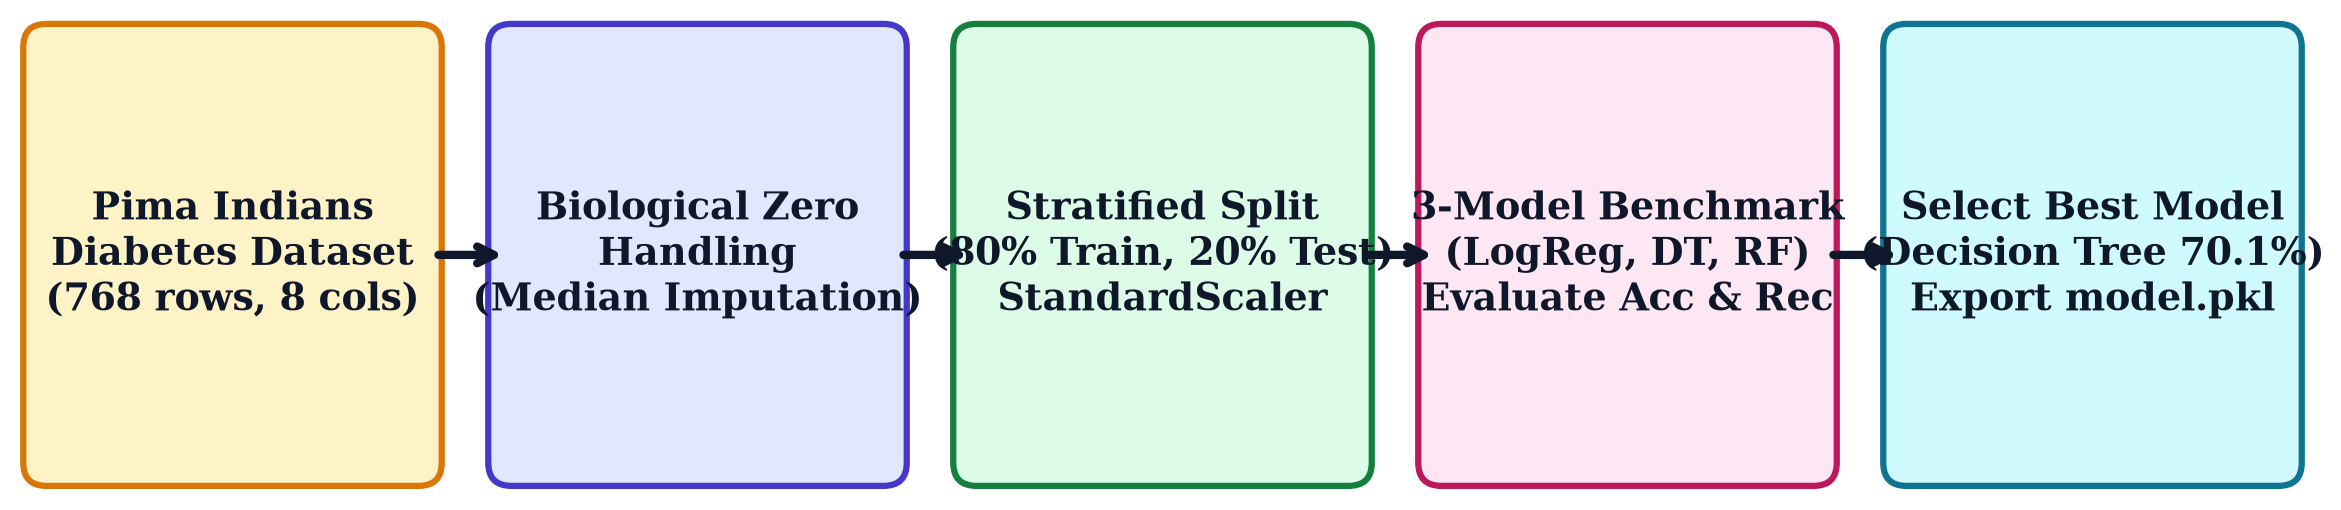 Pima Indians
Diabetes Dataset
(768 rows, 8 cols)
Biological Zero
Handling
(Median Imputation)
Stratified Split
(80% Train, 20% Test)
StandardScaler
3-Model Benchmark
(LogReg, DT, RF)
Evaluate Acc & Rec
Select Best Model
(Decision Tree 70.1%)
Export model.pkl